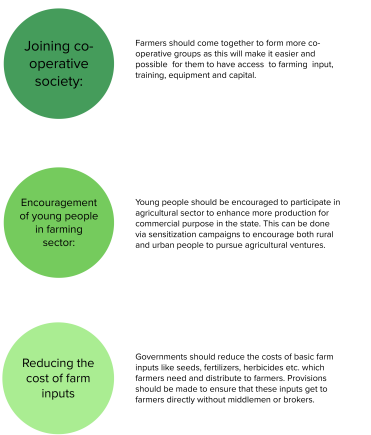 Joining co-
operative
society:
Farmers should come together to form more co-
operative groups as this will make it easier and
possible for them to have access to farming input,
training, equipment and capital.
Encouragement
of young people
in farming
sector:
Young people should be encouraged to participate in
agricultural sector to enhance more production for
commercial purpose in the state. This can be done
via sensitization campaigns to encourage both rural
and urban people to pursue agricultural ventures.
Reducing the
cost of farm
inputs
Governments should reduce the costs of basic farm
inputs like seeds, fertilizers, herbicides etc. which
farmers need and distribute to farmers. Provisions
should be made to ensure that these inputs get to
farmers directly without middlemen or brokers.